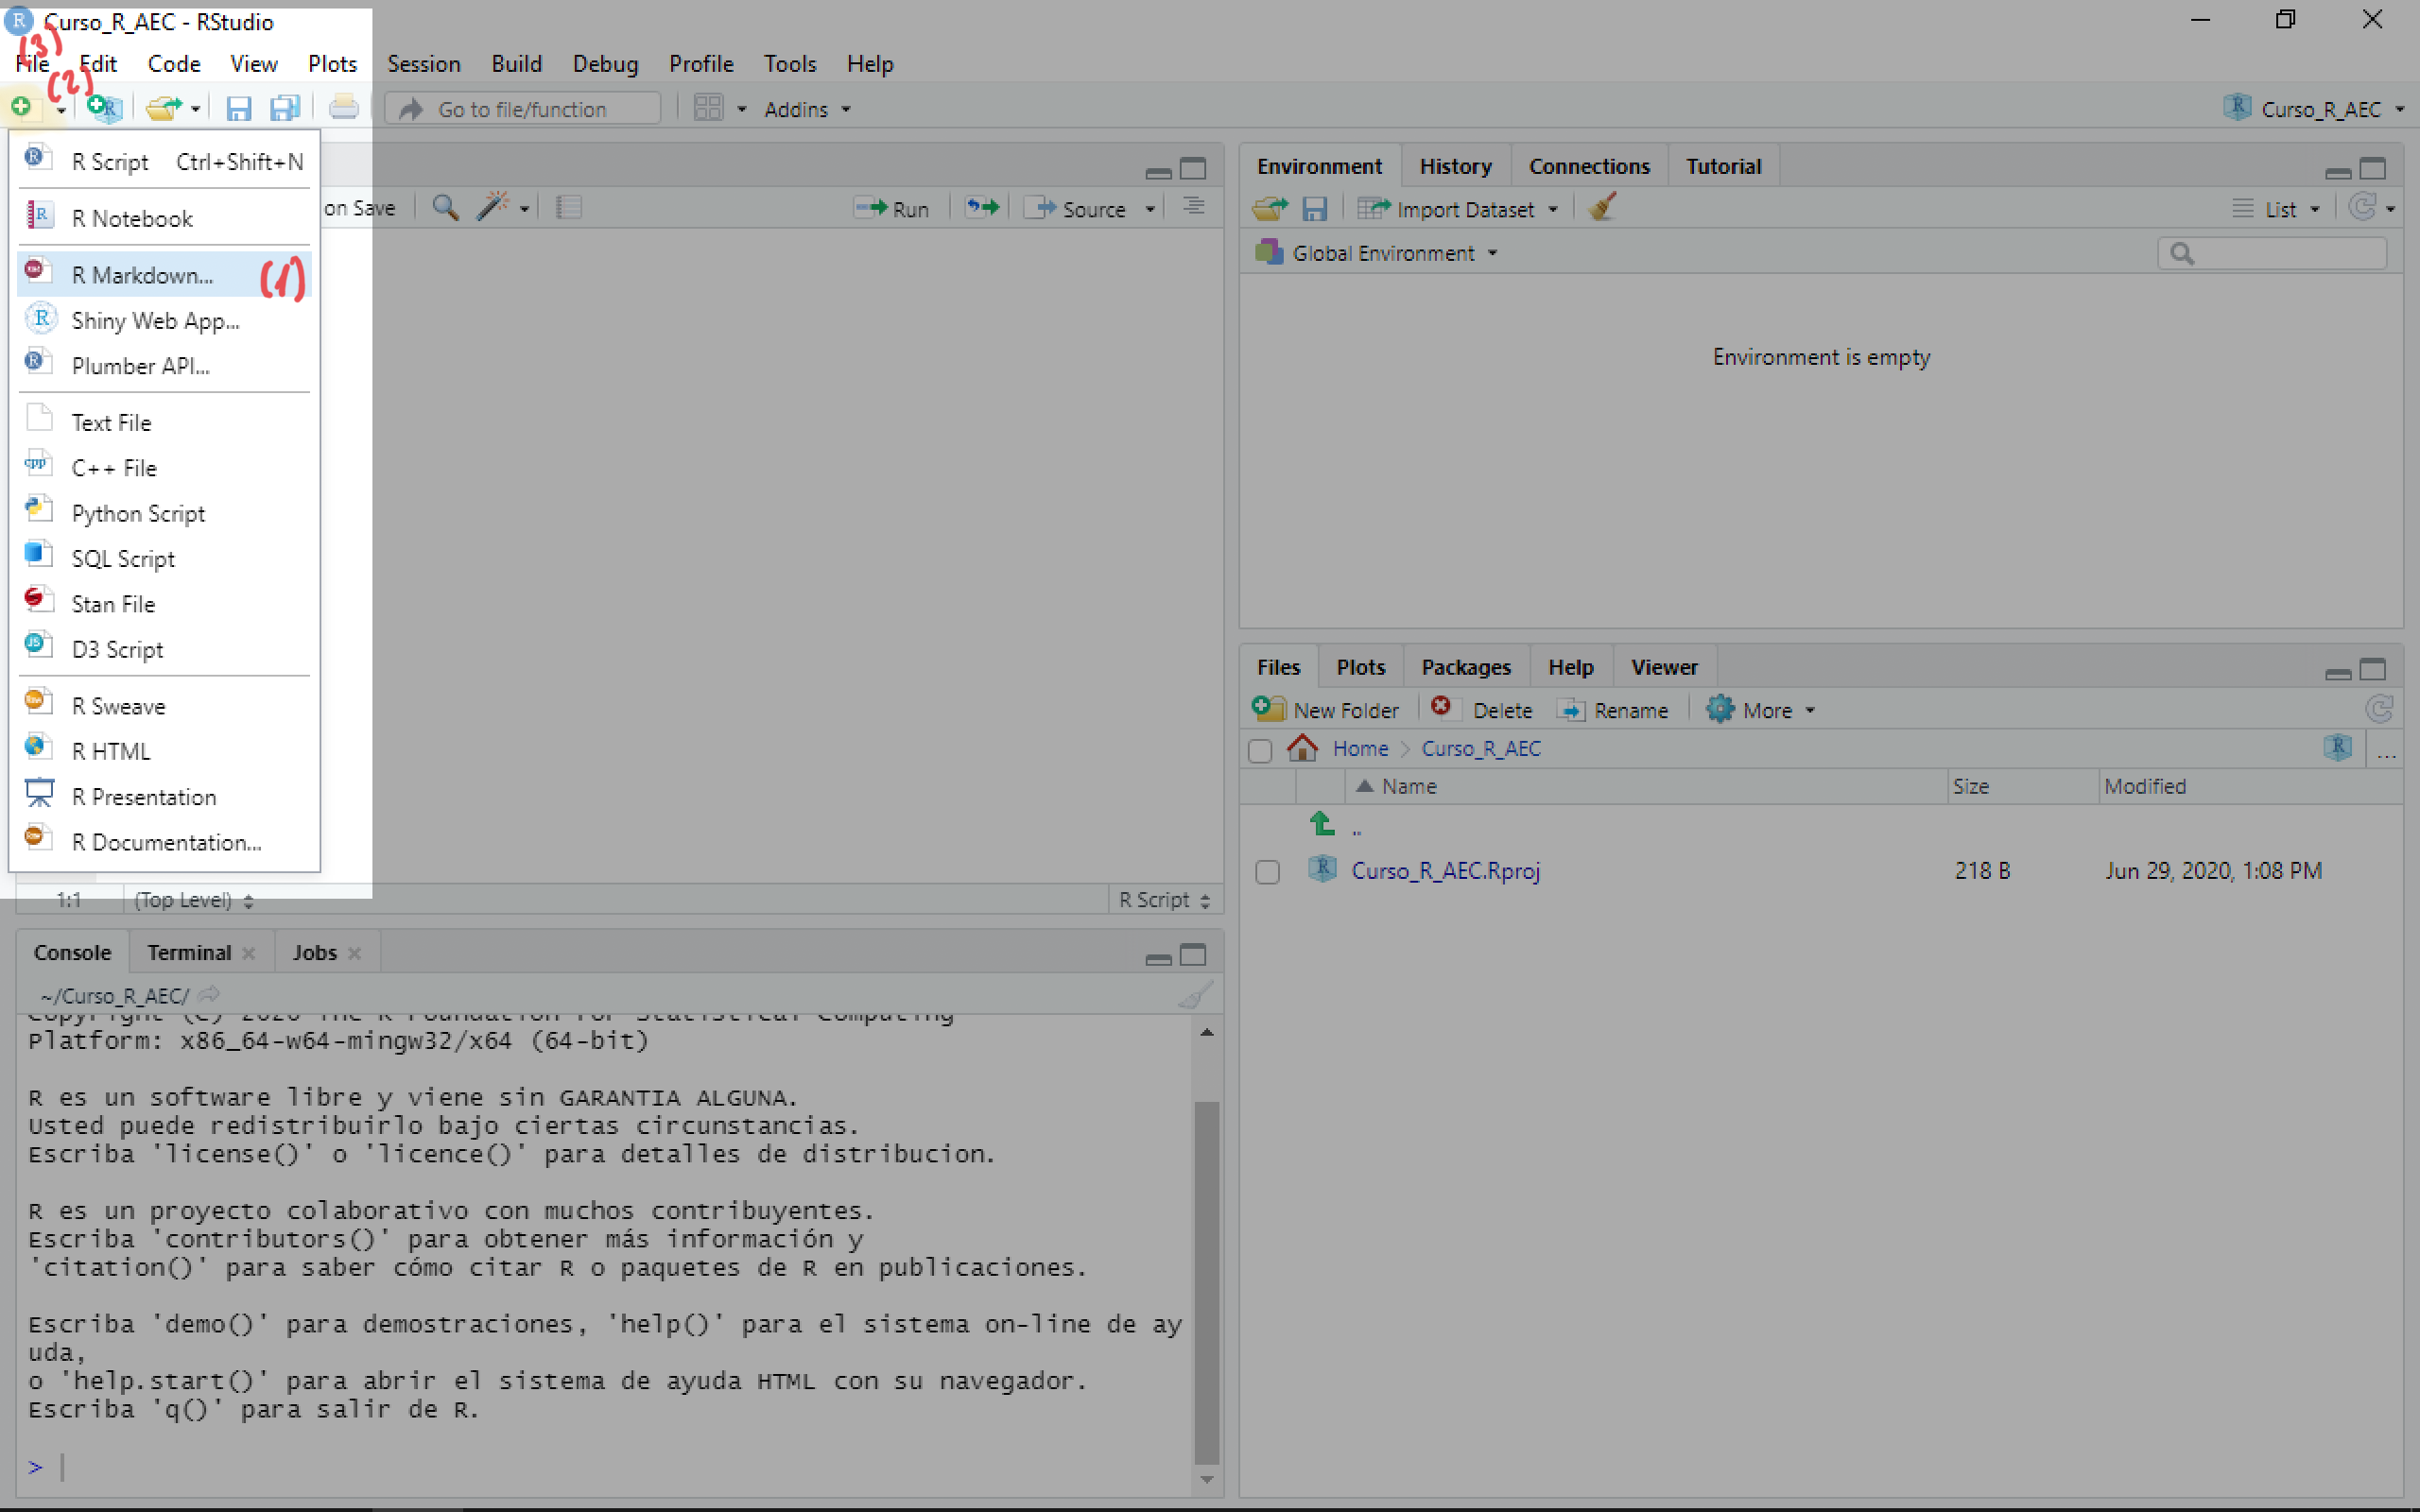 Curso_R_AEC - RStudio
(3)
File Edit Code View Plots Session Build Debug Profile Tools Help
(2)
Go to file/function Addins Curso_R_AEC
R Script Ctrl+Shift+N
R Notebook
R Markdown... (1)
Shiny Web App...
Plumber API...
Text File
C++ File
Python Script
SQL Script
Stan File
D3 Script
R Sweave
R HTML
R Presentation
R Documentation...
on Save Run Source
1:1 (Top Level) R Script
Environment History Connections Tutorial
Import Dataset List
Global Environment
Environment is empty
Files Plots Packages Help Viewer
New Folder Delete Rename More
Home Curso_R_AEC ...
Name Size Modified
..
Curso_R_AEC.Rproj 218 B Jun 29, 2020, 1:08 PM
Console Terminal Jobs
~/Curso_R_AEC/
Copyright (C) 2020 The R Foundation for Statistical Computing
Platform: x86_64-w64-mingw32/x64 (64-bit)
R es un software libre y viene sin GARANTIA ALGUNA.
Usted puede redistribuirlo bajo ciertas circunstancias.
Escriba 'license()' o 'licence()' para detalles de distribucion.
R es un proyecto colaborativo con muchos contribuyentes.
Escriba 'contributors()' para obtener más información y
'citation()' para saber cómo citar R o paquetes de R en publicaciones.
Escriba 'demo()' para demostraciones, 'help()' para el sistema on-line de ay
uda,
o 'help.start()' para abrir el sistema de ayuda HTML con su navegador.
Escriba 'q()' para salir de R.
>